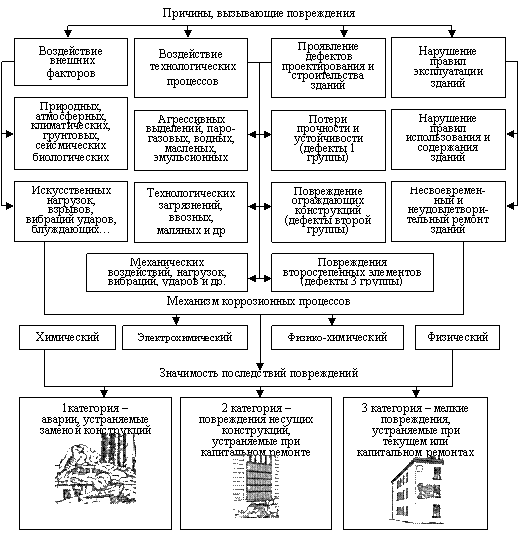 Причины, вызывающие повреждения
Воздействие
внешних
факторов
Воздействие
технологических
процессов
Проявление
дефектов
проектирования и
строительства
зданий
Нарушение
правил
эксплуатации
зданий
Природных,
атмосферных,
климатических,
грунтовых,
сейсмических
биологических
Агрессивных
выделений, паро-
газовых, водных,
масленых,
эмульсионных
Потери
прочности и
устойчивости
(дефекты 1
группы)
Нарушение
правил
использования и
содержания
зданий
Искусственных
нагрузок,
взрывов,
вибраций ударов,
блуждающих...
Технологических
загрязнений,
ввозных,
маляных и др
Повреждение
ограждающих
конструкций
(дефекты второй
группы)
Несвоевремен-
ный и
неудовлетвори-
тельный ремонт
зданий
Механических
воздействий, нагрузок,
вибраций, ударов и др.
Повреждения
второстепенных элементов
(дефекты 3 группы)
Механизм коррозионных процессов
Химический
Электрохимический
Физико-химический
Физический
Значимость последствий повреждений
1категория –
аварии, устраняемые
заменой конструкций
2 категория –
повреждения несущих
конструкций,
устраняемые при
капитальном ремонте
3 категория – мелкие
повреждения,
устраняемые при
текущем или
капитальном ремонтах